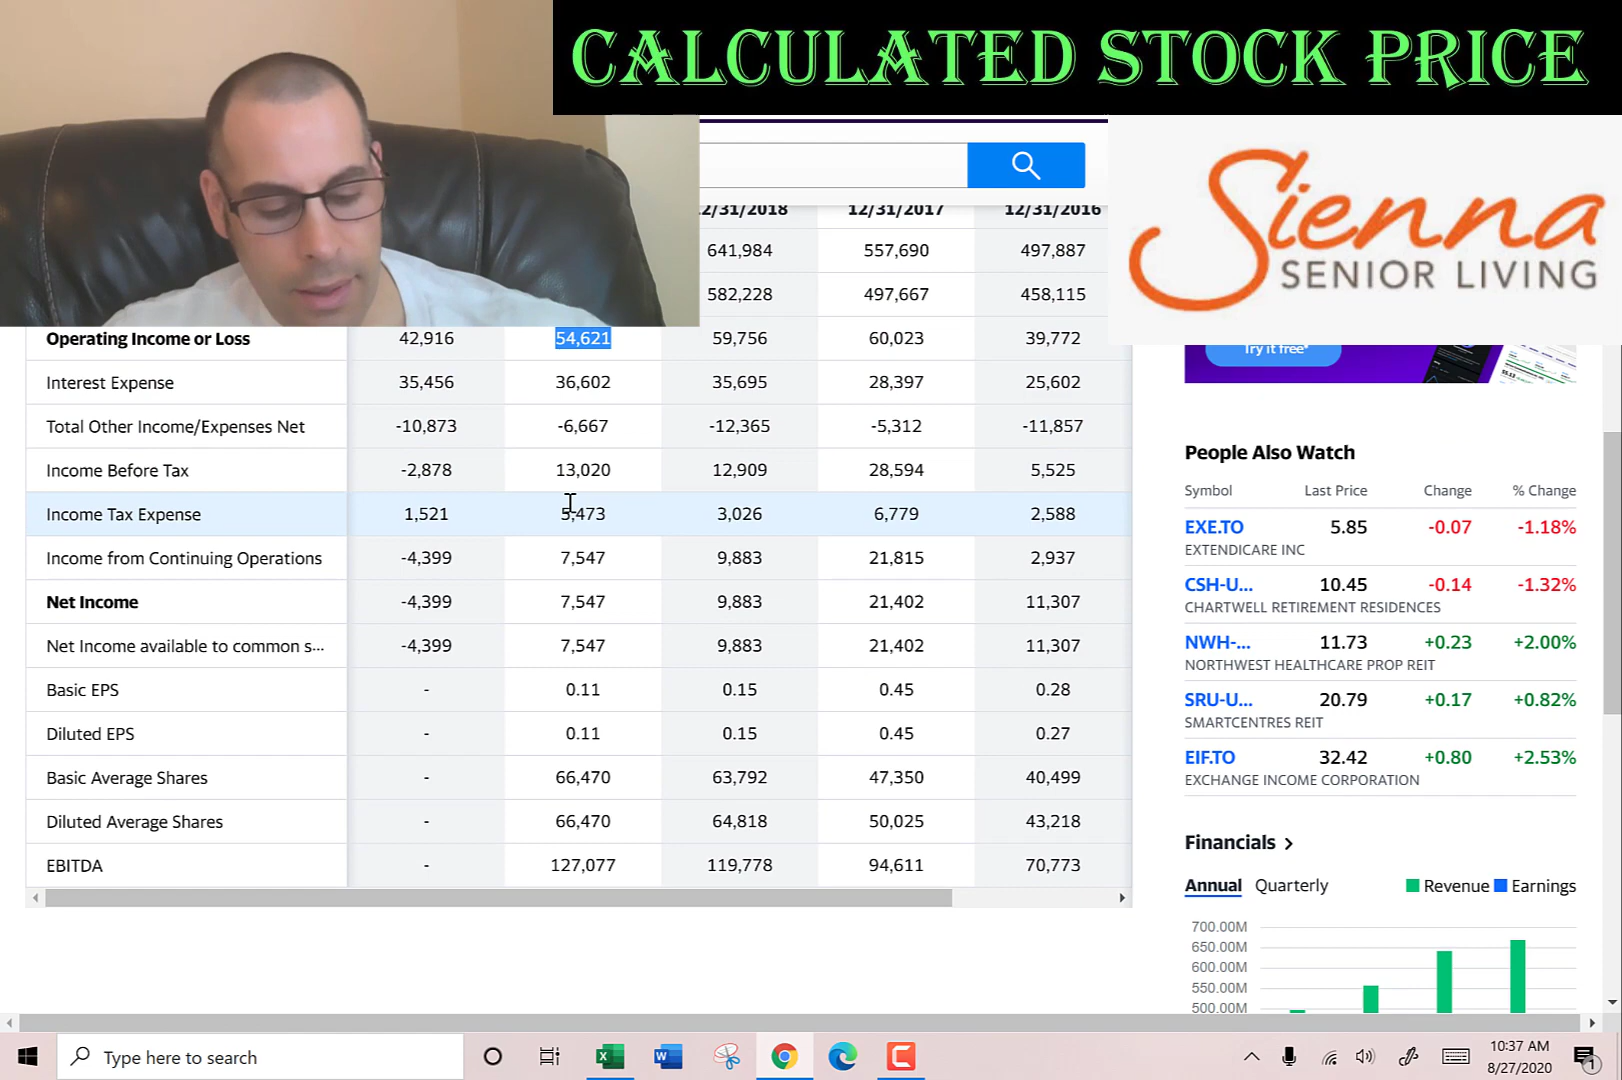 CALCULATED STOCK PRICE
Sienna
SENIOR LIVING
12/31/2018 12/31/2017 12/31/2016
641,984 557,690 497,887
582,228 497,667 458,115
Operating Income or Loss 42,916 54,621 59,756 60,023 39,772
Interest Expense 35,456 36,602 35,695 28,397 25,602
Total Other Income/Expenses Net -10,873 -6,667 -12,365 -5,312 -11,857
Income Before Tax -2,878 13,020 12,909 28,594 5,525
Income Tax Expense 1,521 5,473 3,026 6,779 2,588
Income from Continuing Operations -4,399 7,547 9,883 21,815 2,937
Net Income -4,399 7,547 9,883 21,402 11,307
Net Income available to common s... -4,399 7,547 9,883 21,402 11,307
Basic EPS - 0.11 0.15 0.45 0.28
Diluted EPS - 0.11 0.15 0.45 0.27
Basic Average Shares - 66,470 63,792 47,350 40,499
Diluted Average Shares - 66,470 64,818 50,025 43,218
EBITDA - 127,077 119,778 94,611 70,773
Try it free*
People Also Watch
Symbol Last Price Change % Change
EXE.TO 5.85 -0.07 -1.18%
EXTENDICARE INC
CSH-U... 10.45 -0.14 -1.32%
CHARTWELL RETIREMENT RESIDENCES
NWH-... 11.73 +0.23 +2.00%
NORTHWEST HEALTHCARE PROP REIT
SRU-U... 20.79 +0.17 +0.82%
SMARTCENTRES REIT
EIF.TO 32.42 +0.80 +2.53%
EXCHANGE INCOME CORPORATION
Financials
Annual Quarterly Revenue Earnings
700.00M
650.00M
600.00M
550.00M
500.00M
Type here to search
10:37 AM
8/27/2020
1